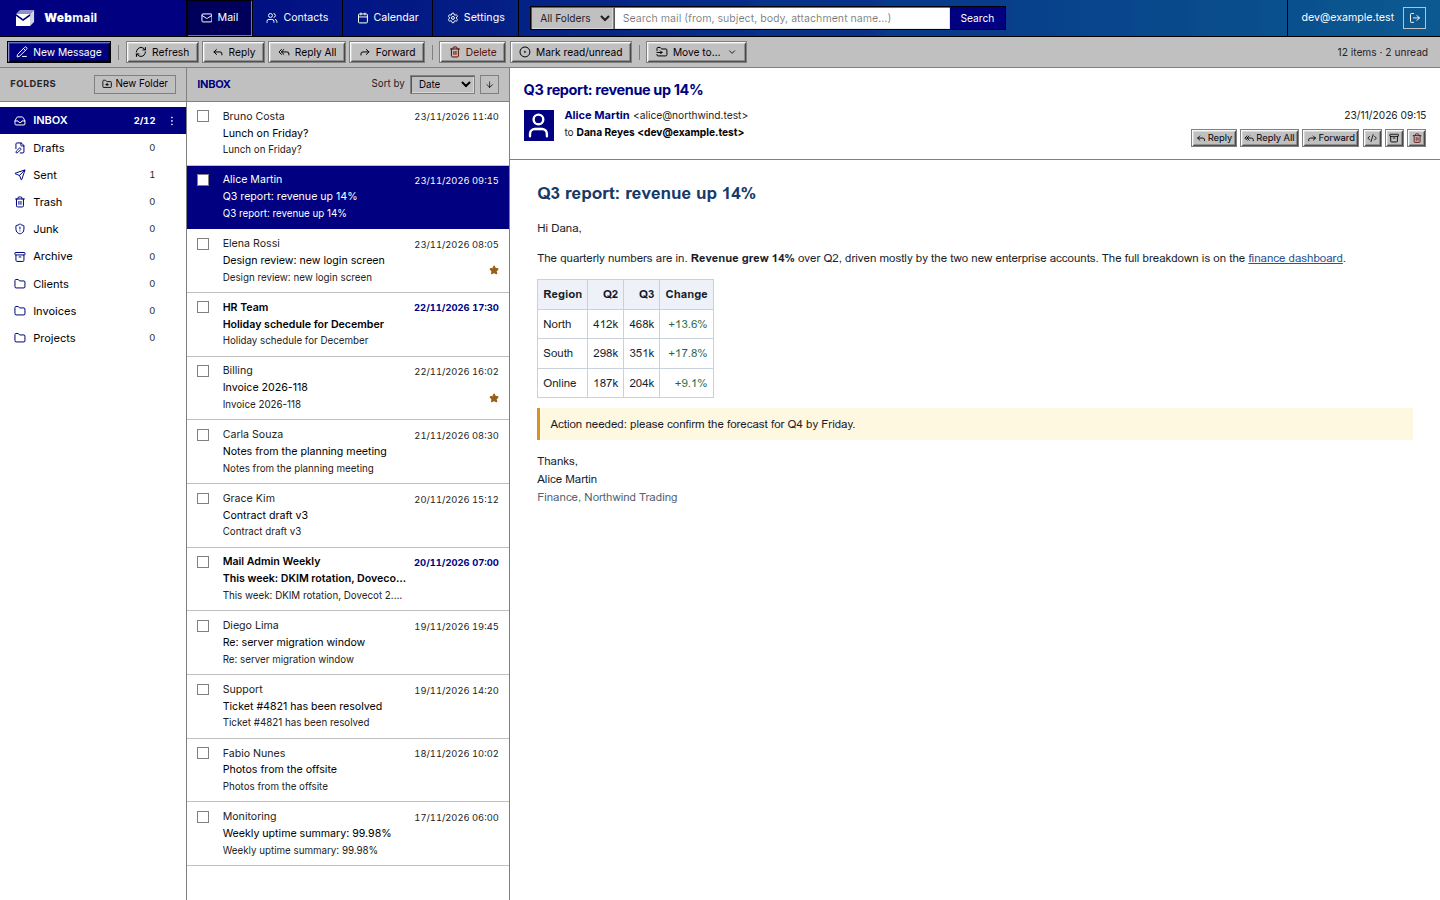 Webmail
Mail
Contacts
Calendar
Settings
All Folders
Search mail (from, subject, body, attachment name...)
Search
dev@example.test
New Message
Refresh
Reply
Reply All
Forward
Delete
Mark read/unread
Move to...
12 items · 2 unread
FOLDERS
New Folder
INBOX 2/12
Drafts 0
Sent 1
Trash 0
Junk 0
Archive 0
Clients 0
Invoices 0
Projects 0
INBOX
Sort by
Date
Bruno Costa 23/11/2026 11:40
Lunch on Friday?
Lunch on Friday?
Alice Martin 23/11/2026 09:15
Q3 report: revenue up 14%
Q3 report: revenue up 14%
Elena Rossi 23/11/2026 08:05
Design review: new login screen
Design review: new login screen
HR Team 22/11/2026 17:30
Holiday schedule for December
Holiday schedule for December
Billing 22/11/2026 16:02
Invoice 2026-118
Invoice 2026-118
Carla Souza 21/11/2026 08:30
Notes from the planning meeting
Notes from the planning meeting
Grace Kim 20/11/2026 15:12
Contract draft v3
Contract draft v3
Mail Admin Weekly 20/11/2026 07:00
This week: DKIM rotation, Doveco...
This week: DKIM rotation, Dovecot 2....
Diego Lima 19/11/2026 19:45
Re: server migration window
Re: server migration window
Support 19/11/2026 14:20
Ticket #4821 has been resolved
Ticket #4821 has been resolved
Fabio Nunes 18/11/2026 10:02
Photos from the offsite
Photos from the offsite
Monitoring 17/11/2026 06:00
Weekly uptime summary: 99.98%
Weekly uptime summary: 99.98%
Q3 report: revenue up 14%
Alice Martin <alice@northwind.test> 23/11/2026 09:15
to Dana Reyes <dev@example.test>
Reply
Reply All
Forward
Q3 report: revenue up 14%
Hi Dana,
The quarterly numbers are in. Revenue grew 14% over Q2, driven mostly by the two new enterprise accounts. The full breakdown is on the finance dashboard.
Region Q2 Q3 Change
North 412k 468k +13.6%
South 298k 351k +17.8%
Online 187k 204k +9.1%
Action needed: please confirm the forecast for Q4 by Friday.
Thanks,
Alice Martin
Finance, Northwind Trading